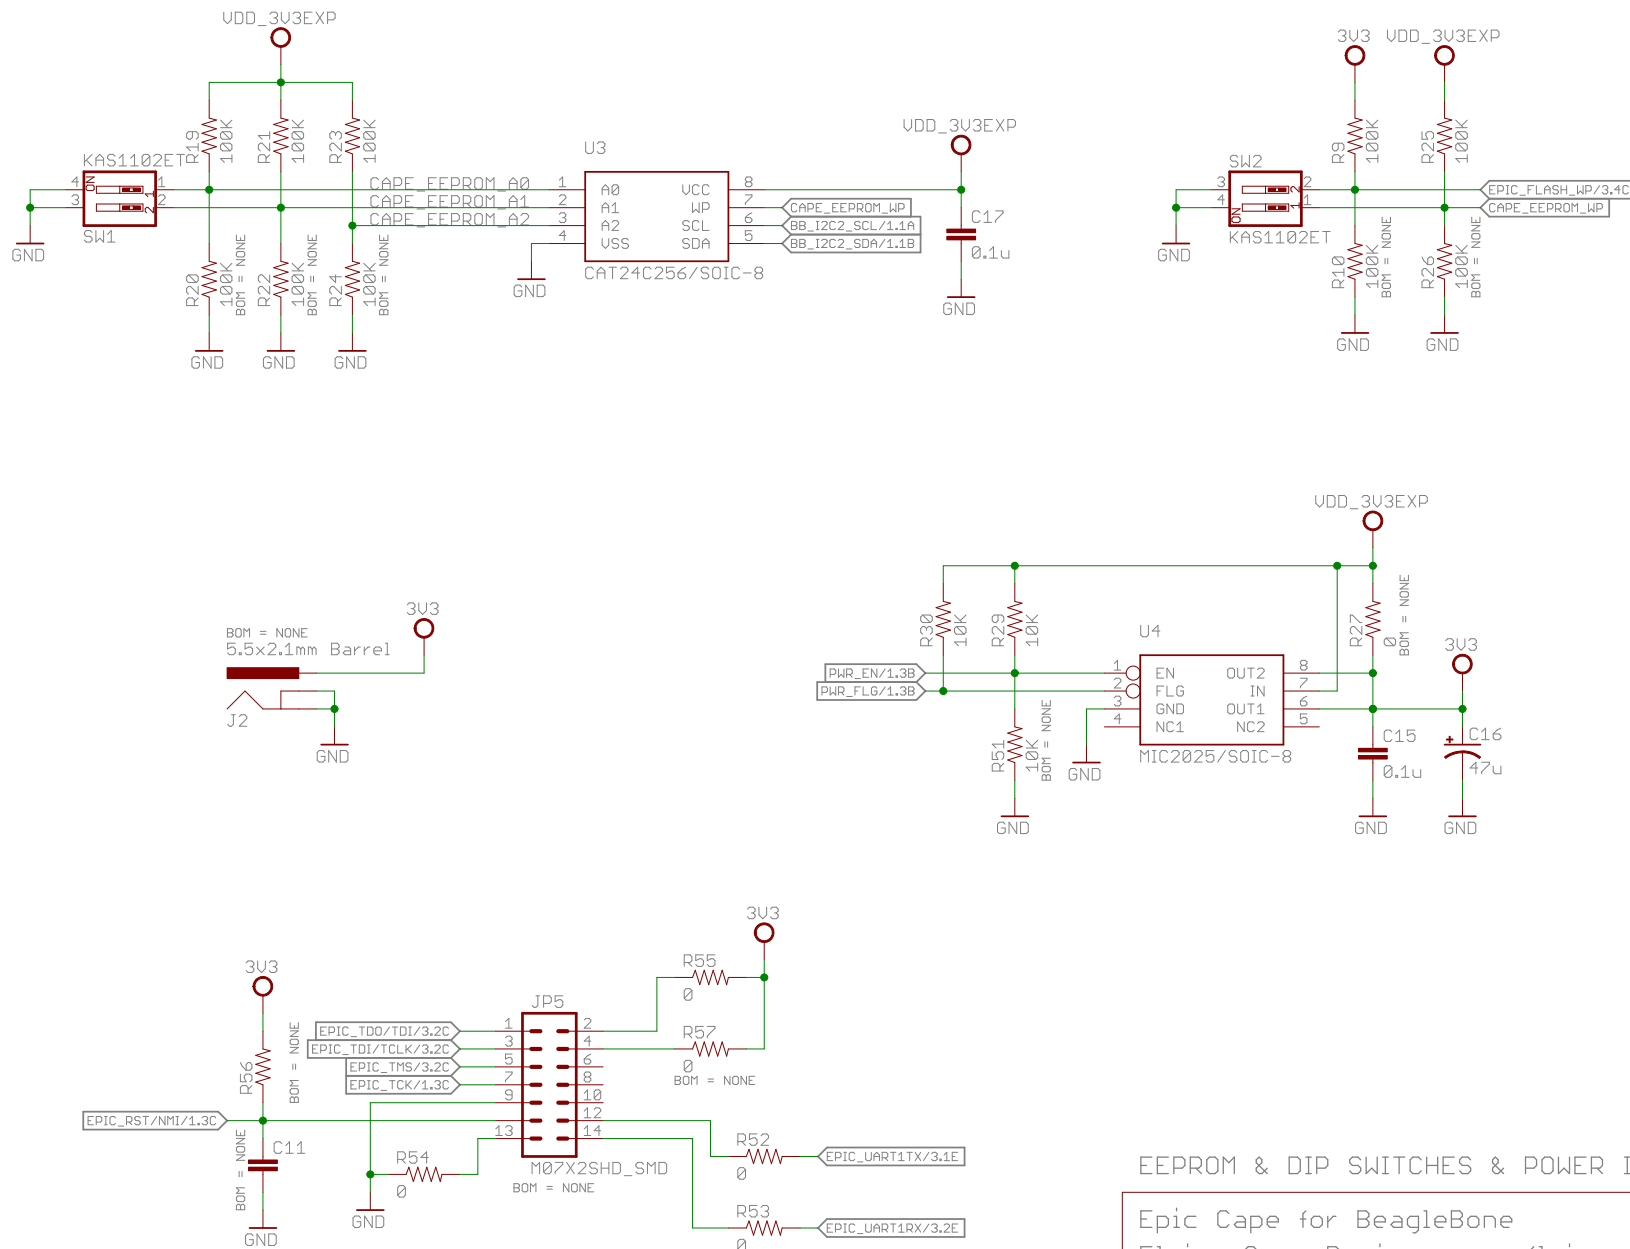 VDD_3V3EXP
R19
100K
R21
100K
R23
100K
KAS1102ET
4
3
ON
1
2
1
2
SW1
GND
CAPE_EEPROM_A0
CAPE_EEPROM_A1
CAPE_EEPROM_A2
R20
100K
BOM = NONE
R22
100K
BOM = NONE
R24
100K
BOM = NONE
GND
GND
GND
U3
1 A0 VCC 8
2 A1 WP 7
3 A2 SCL 6
4 VSS SDA 5
CAT24C256/SOIC-8
GND
CAPE_EEPROM_WP
BB_I2C2_SCL/1.1A
BB_I2C2_SDA/1.1B
VDD_3V3EXP
C17
0.1u
GND
3V3
VDD_3V3EXP
R9
100K
R25
100K
SW2
3
4
ON
2
1
2
1
KAS1102ET
GND
EPIC_FLASH_WP/3.4C
CAPE_EEPROM_WP
R10
100K
BOM = NONE
R26
100K
BOM = NONE
GND
GND
BOM = NONE
5.5x2.1mm Barrel
3V3
J2
GND
VDD_3V3EXP
R30
10K
R29
10K
R27
0
BOM = NONE
U4
PWR_EN/1.3B
PWR_FLG/1.3B
1 EN OUT2 8
2 FLG IN 7
3 GND OUT1 6
4 NC1 NC2 5
MIC2025/SOIC-8
R51
10K
BOM = NONE
GND
GND
3V3
C15
0.1u
C16
47u
GND
GND
3V3
R56
BOM = NONE
EPIC_RST/NMI/1.3C
C11
BOM = NONE
GND
EPIC_TDO/TDI/3.2C
EPIC_TDI/TCLK/3.2C
EPIC_TMS/3.2C
EPIC_TCK/1.3C
JP5
1 2
3 4
5 6
7 8
9 10
12
13 14
M07X2SHD_SMD
BOM = NONE
R54
0
GND
3V3
R55
0
R57
0
BOM = NONE
R52
0
EPIC_UART1TX/3.1E
R53
0
EPIC_UART1RX/3.2E
EEPROM & DIP SWITCHES & POWER
Epic Cape for BeagleBone